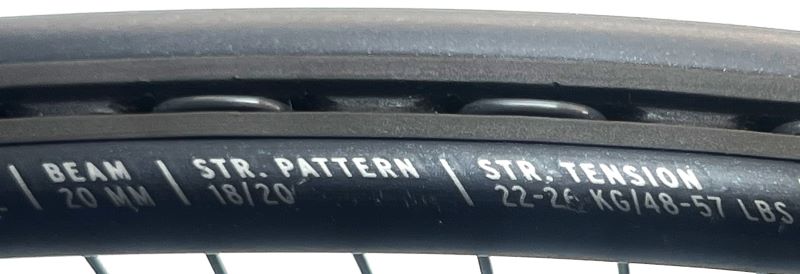 | BEAM | STR. PATTERN | STR. TENSION
20 MM 18/20 22-26 KG/48-57 LBS